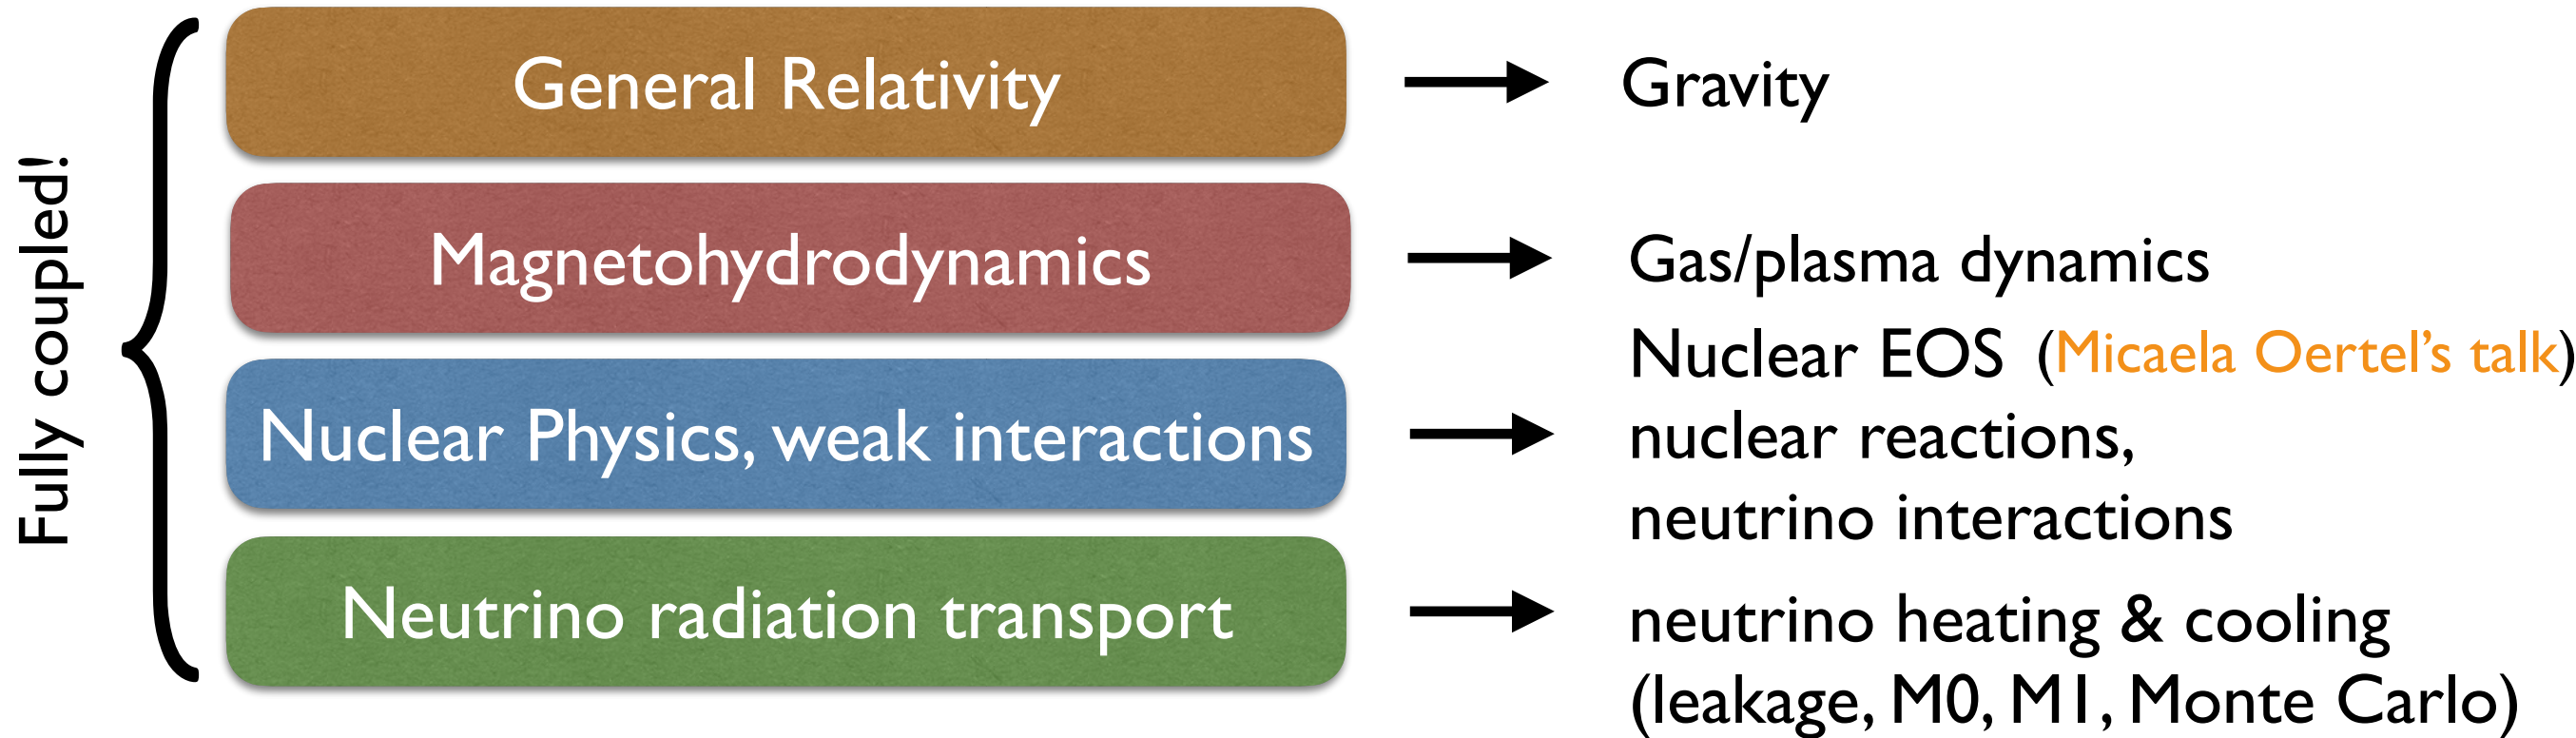 Fully coupled!
General Relativity
Gravity
Magnetohydrodynamics
Gas/plasma dynamics
Nuclear Physics, weak interactions
Nuclear EOS (Micaela Oertel’s talk)
nuclear reactions,
neutrino interactions
Neutrino radiation transport
neutrino heating & cooling
(leakage, M0, M1, Monte Carlo)